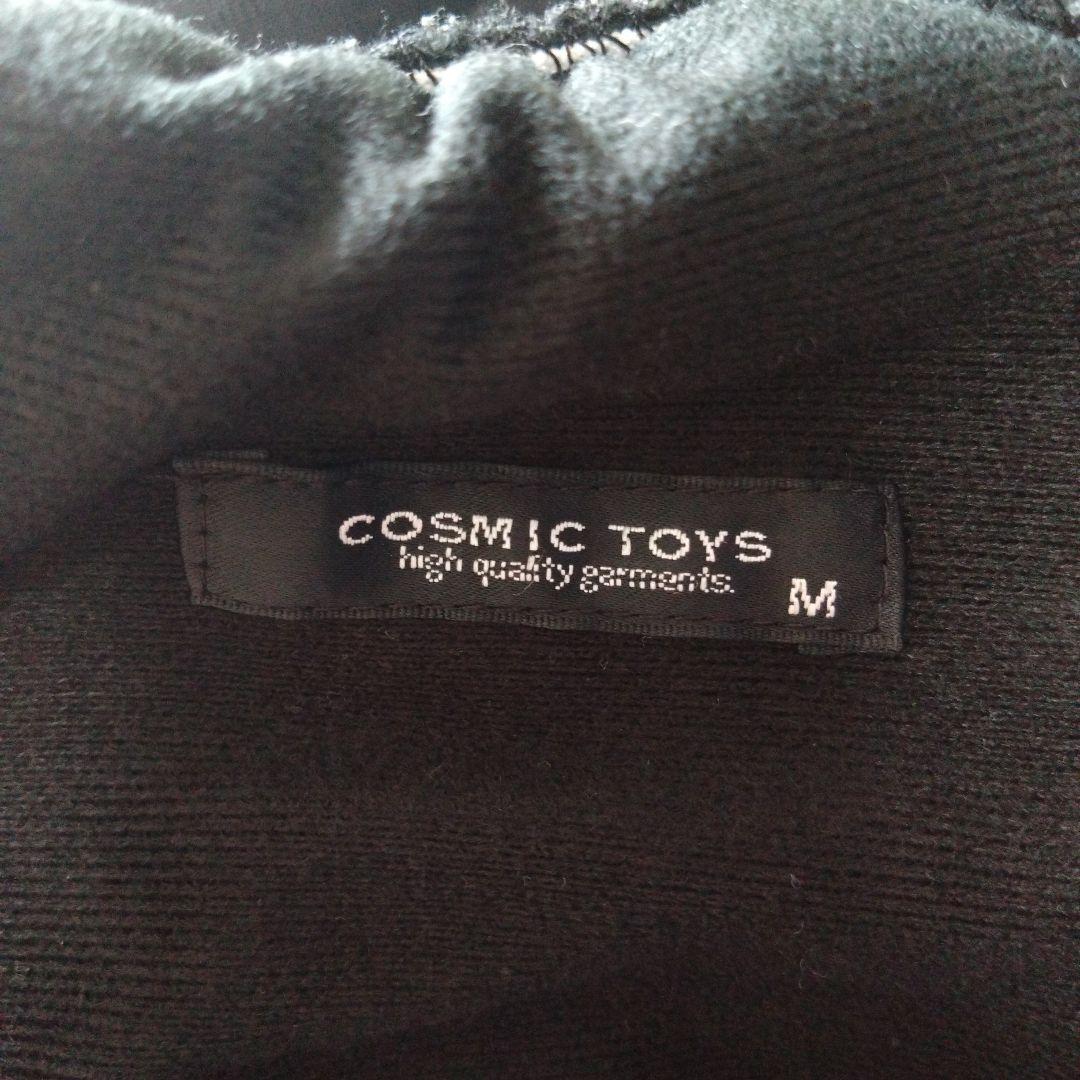 COSMIC TOYS
high quality garments.
M